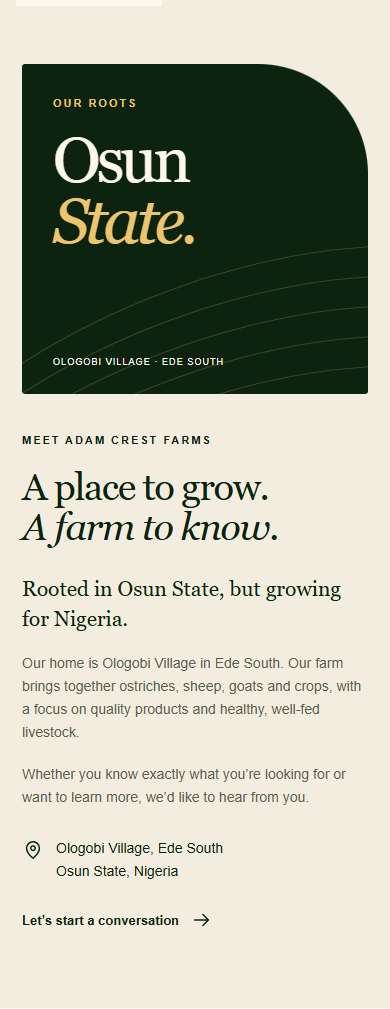 OUR ROOTS
Osun
State.
OLOGOBI VILLAGE · EDE SOUTH
MEET ADAM CREST FARMS
A place to grow.
A farm to know.
Rooted in Osun State, but growing
for Nigeria.
Our home is Ologobi Village in Ede South. Our farm
brings together ostriches, sheep, goats and crops, with
a focus on quality products and healthy, well-fed
livestock.
Whether you know exactly what you’re looking for or
want to learn more, we’d like to hear from you.
Ologobi Village, Ede South
Osun State, Nigeria
Let’s start a conversation